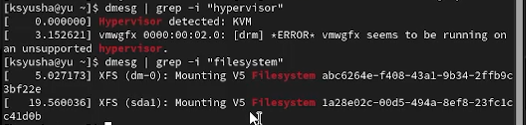 [ksyusha@yusha ~]$ dmesg | grep -i "hypervisor"
[    0.000000] Hypervisor detected: KVM
[    3.152621] vmwgfx 0000:00:02.0: [drm] *ERROR* vmwgfx seems to be running on
an unsupported hypervisor.
[ksyusha@yusha ~]$ dmesg | grep -i "filesystem"
[    5.027173] XFS (dm-0): Mounting V5 Filesystem abc6264e-f408-43a1-9b34-2ffb9c
3bf22e
[   19.560036] XFS (sda1): Mounting V5 Filesystem 1a28e02c-00d5-494a-8ef8-23fc1c
c41d0b